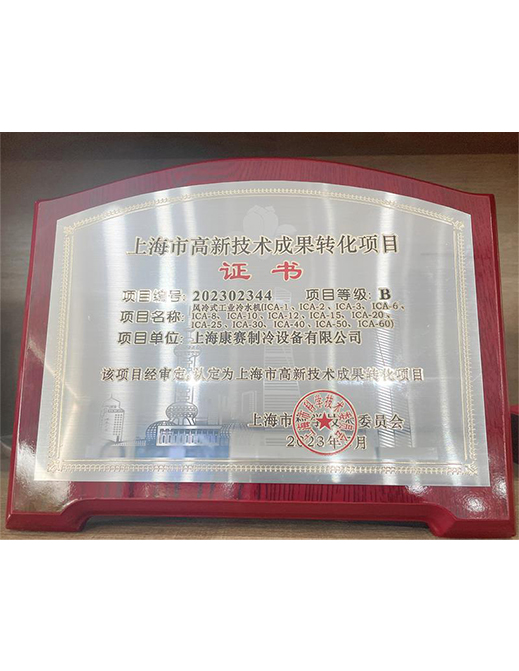 上海市高新技术成果转化项目
证书
项目编号: 202302344 项目等级: B
项目名称: 风冷式工业冷水机(ICA-1、ICA-2、ICA-3、ICA-6、
ICA-8、ICA-10、ICA-12、ICA-15、ICA-20、
ICA-25、ICA-30、ICA-40、ICA-50、ICA-60)
项目单位: 上海康赛制冷设备有限公司
该项目经审定,认定为上海市高新技术成果转化项目
上海市科学技术委员会
2023年 月